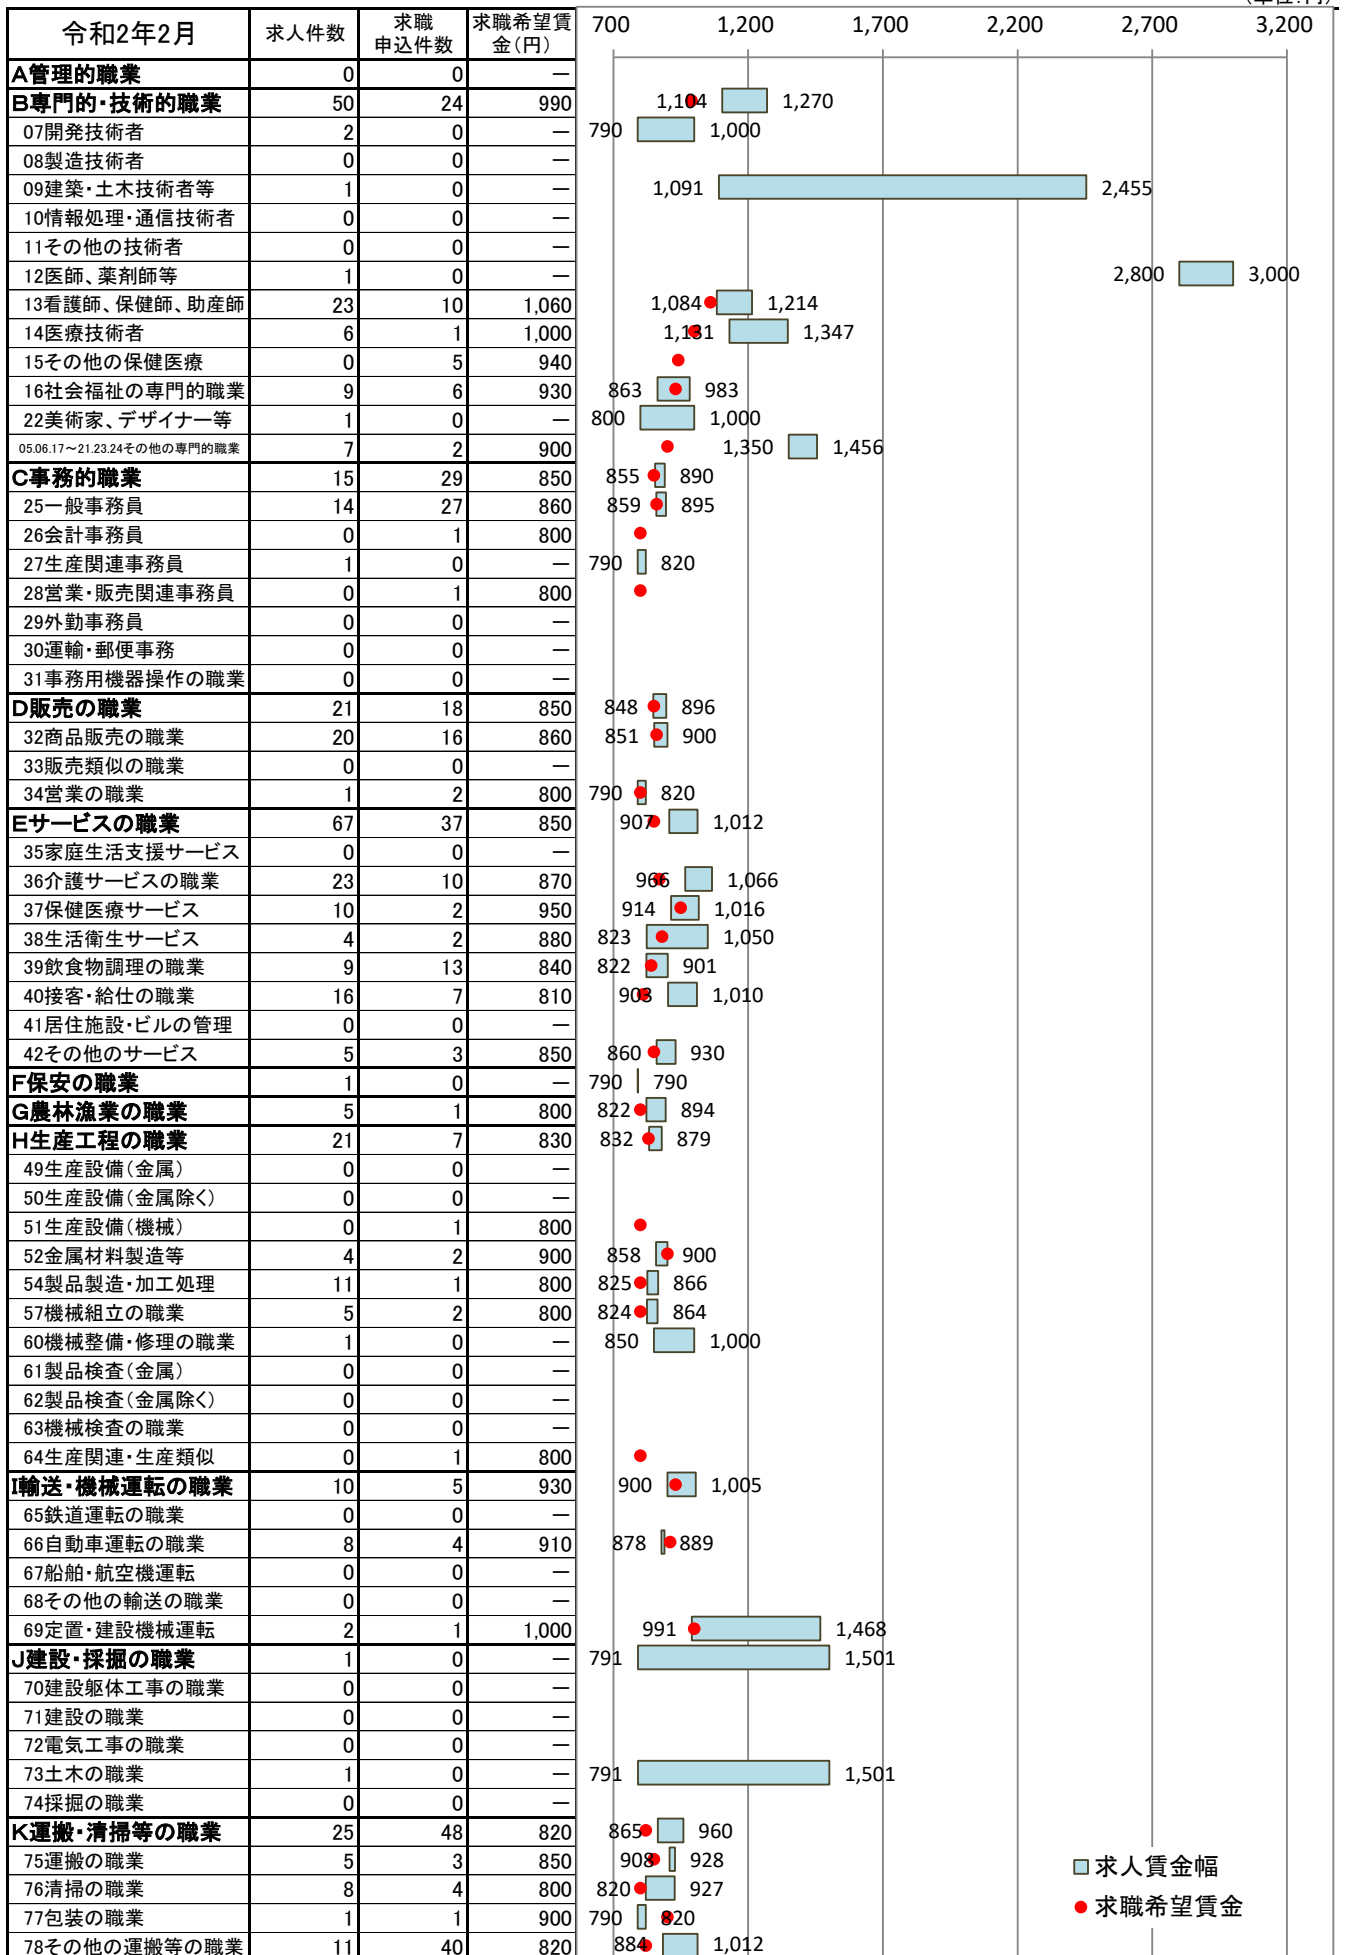 (単位:円)
令和2年2月 求人件数 求職申込件数 求職希望賃金(円) 700 1,200 1,700 2,200 2,700 3,200
A管理的職業 0 0 ―
B専門的・技術的職業 50 24 990 1,104 1,270
07開発技術者 2 0 ― 790 1,000
08製造技術者 0 0 ―
09建築・土木技術者等 1 0 ― 1,091 2,455
10情報処理・通信技術者 0 0 ―
11その他の技術者 0 0 ―
12医師、薬剤師等 1 0 ― 2,800 3,000
13看護師、保健師、助産師 23 10 1,060 1,084 1,214
14医療技術者 6 1 1,000 1,131 1,347
15その他の保健医療 0 5 940
16社会福祉の専門的職業 9 6 930 863 983
22美術家、デザイナー等 1 0 ― 800 1,000
05.06.17～21.23.24その他の専門的職業 7 2 900 1,350 1,456
C事務的職業 15 29 850 855 890
25一般事務員 14 27 860 859 895
26会計事務員 0 1 800
27生産関連事務員 1 0 ― 790 820
28営業・販売関連事務員 0 1 800
29外勤事務員 0 0 ―
30運輸・郵便事務 0 0 ―
31事務用機器操作の職業 0 0 ―
D販売の職業 21 18 850 848 896
32商品販売の職業 20 16 860 851 900
33販売類似の職業 0 0 ―
34営業の職業 1 2 800 790 820
Eサービスの職業 67 37 850 907 1,012
35家庭生活支援サービス 0 0 ―
36介護サービスの職業 23 10 870 966 1,066
37保健医療サービス 10 2 950 914 1,016
38生活衛生サービス 4 2 880 823 1,050
39飲食物調理の職業 9 13 840 822 901
40接客・給仕の職業 16 7 810 903 1,010
41居住施設・ビルの管理 0 0 ―
42その他のサービス 5 3 850 860 930
F保安の職業 1 0 ― 790 790
G農林漁業の職業 5 1 800 822 894
H生産工程の職業 21 7 830 832 879
49生産設備(金属) 0 0 ―
50生産設備(金属除く) 0 0 ―
51生産設備(機械) 0 1 800
52金属材料製造等 4 2 900 858 900
54製品製造・加工処理 11 1 800 825 866
57機械組立の職業 5 2 800 824 864
60機械整備・修理の職業 1 0 ― 850 1,000
61製品検査(金属) 0 0 ―
62製品検査(金属除く) 0 0 ―
63機械検査の職業 0 0 ―
64生産関連・生産類似 0 1 800
I輸送・機械運転の職業 10 5 930 900 1,005
65鉄道運転の職業 0 0 ―
66自動車運転の職業 8 4 910 878 889
67船舶・航空機運転 0 0 ―
68その他の輸送の職業 0 0 ―
69定置・建設機械運転 2 1 1,000 991 1,468
J建設・採掘の職業 1 0 ― 791 1,501
70建設躯体工事の職業 0 0 ―
71建設の職業 0 0 ―
72電気工事の職業 0 0 ―
73土木の職業 1 0 ― 791 1,501
74採掘の職業 0 0 ―
K運搬・清掃等の職業 25 48 820 865 960
75運搬の職業 5 3 850 908 928 求人賃金幅
76清掃の職業 8 4 800 820 927 求職希望賃金
77包装の職業 1 1 900 790 820
78その他の運搬等の職業 11 40 820 884 1,012